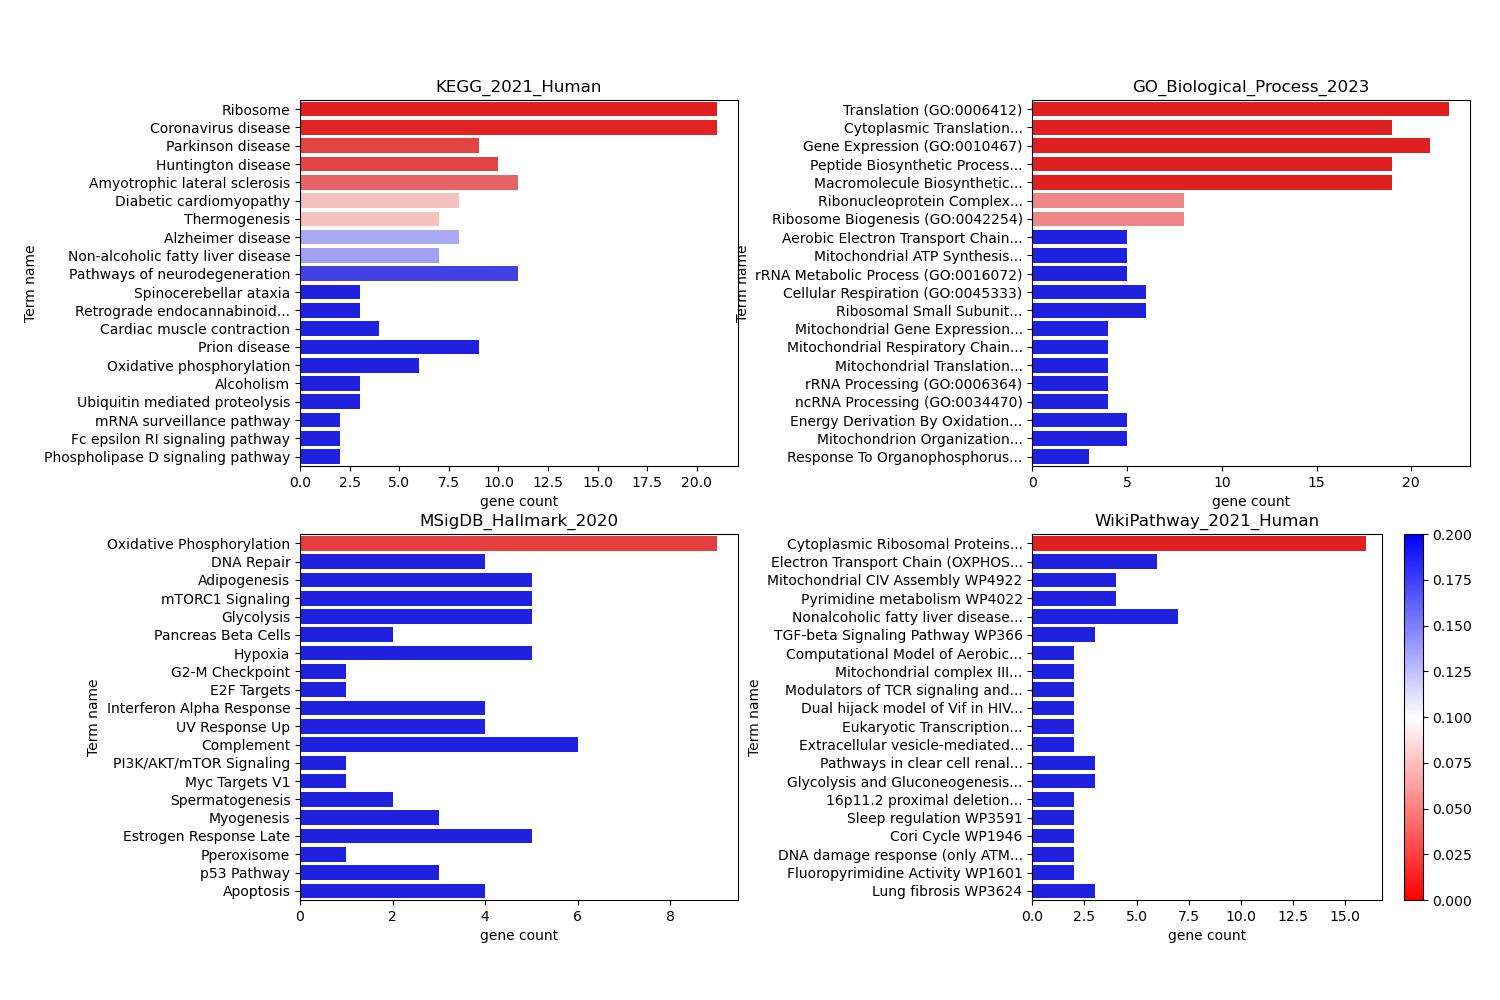 KEGG_2021_Human
Term name
Ribosome
Coronavirus disease
Parkinson disease
Huntington disease
Amyotrophic lateral sclerosis
Diabetic cardiomyopathy
Thermogenesis
Alzheimer disease
Non-alcoholic fatty liver disease
Pathways of neurodegeneration
Spinocerebellar ataxia
Retrograde endocannabinoid...
Cardiac muscle contraction
Prion disease
Oxidative phosphorylation
Alcoholism
Ubiquitin mediated proteolysis
mRNA surveillance pathway
Fc epsilon RI signaling pathway
Phospholipase D signaling pathway
0.0 2.5 5.0 7.5 10.0 12.5 15.0 17.5 20.0
gene count
GO_Biological_Process_2023
Term name
Translation (GO:0006412)
Cytoplasmic Translation...
Gene Expression (GO:0010467)
Peptide Biosynthetic Process...
Macromolecule Biosynthetic...
Ribonucleoprotein Complex...
Ribosome Biogenesis (GO:0042254)
Aerobic Electron Transport Chain...
Mitochondrial ATP Synthesis...
rRNA Metabolic Process (GO:0016072)
Cellular Respiration (GO:0045333)
Ribosomal Small Subunit...
Mitochondrial Gene Expression...
Mitochondrial Respiratory Chain...
Mitochondrial Translation...
rRNA Processing (GO:0006364)
ncRNA Processing (GO:0034470)
Energy Derivation By Oxidation...
Mitochondrion Organization...
Response To Organophosphorus...
0 5 10 15 20
gene count
MSigDB_Hallmark_2020
Term name
Oxidative Phosphorylation
DNA Repair
Adipogenesis
mTORC1 Signaling
Glycolysis
Pancreas Beta Cells
Hypoxia
G2-M Checkpoint
E2F Targets
Interferon Alpha Response
UV Response Up
Complement
PI3K/AKT/mTOR Signaling
Myc Targets V1
Spermatogenesis
Myogenesis
Estrogen Response Late
Pperoxisome
p53 Pathway
Apoptosis
0 2 4 6 8
gene count
WikiPathway_2021_Human
Term name
Cytoplasmic Ribosomal Proteins...
Electron Transport Chain (OXPHOS...
Mitochondrial CIV Assembly WP4922
Pyrimidine metabolism WP4022
Nonalcoholic fatty liver disease...
TGF-beta Signaling Pathway WP366
Computational Model of Aerobic...
Mitochondrial complex III...
Modulators of TCR signaling and...
Dual hijack model of Vif in HIV...
Eukaryotic Transcription...
Extracellular vesicle-mediated...
Pathways in clear cell renal...
Glycolysis and Gluconeogenesis...
16p11.2 proximal deletion...
Sleep regulation WP3591
Cori Cycle WP1946
DNA damage response (only ATM...
Fluoropyrimidine Activity WP1601
Lung fibrosis WP3624
0.0 2.5 5.0 7.5 10.0 12.5 15.0
gene count
0.200
0.175
0.150
0.125
0.100
0.075
0.050
0.025
0.000